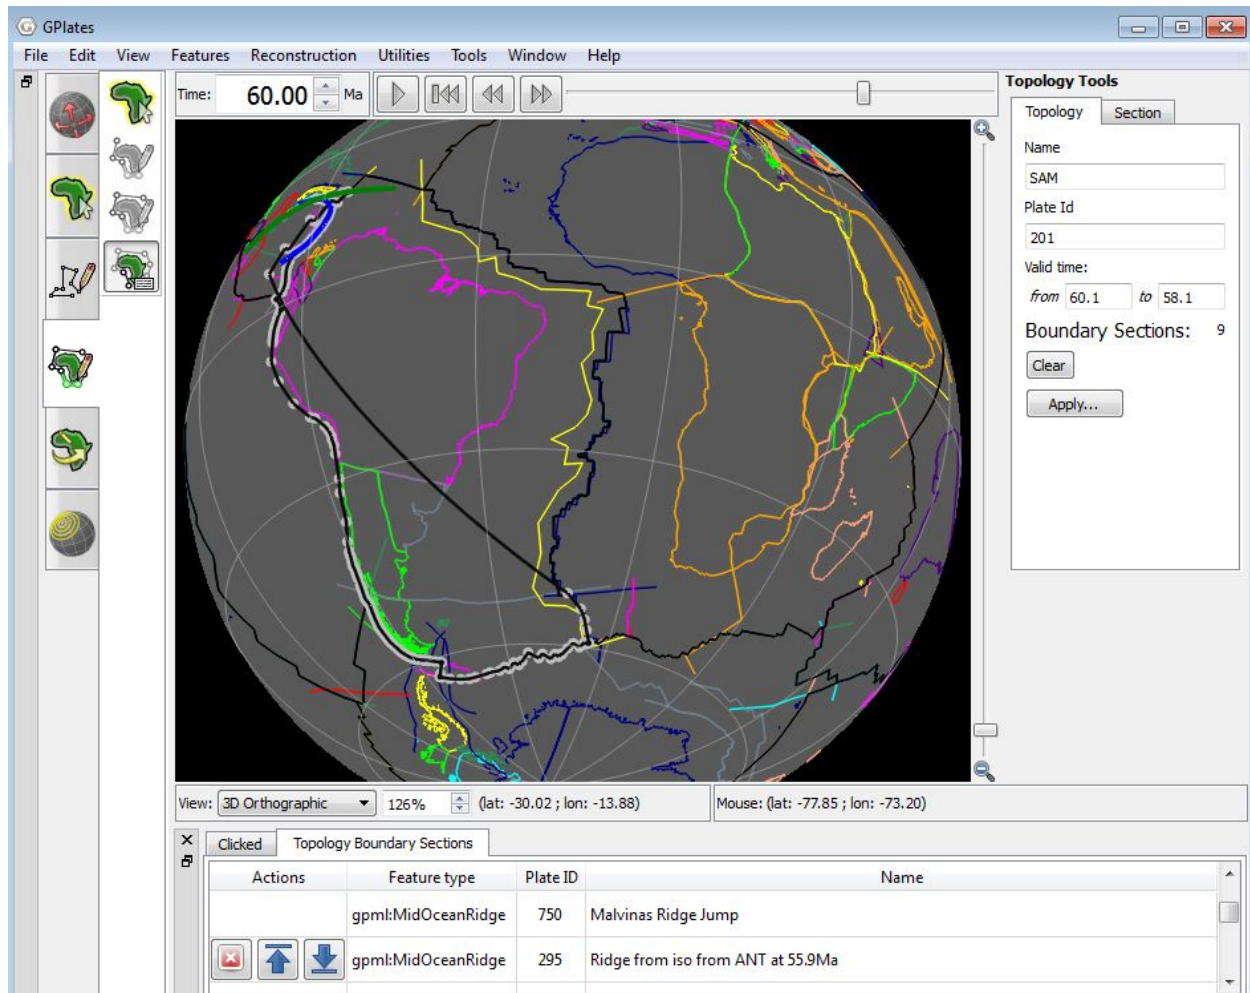 GPlates
File Edit View Features Reconstruction Utilities Tools Window Help
Time: 60.00 Ma
Topology Tools
Topology Section
Name
SAM
Plate Id
201
Valid time:
from 60.1 to 58.1
Boundary Sections: 9
Clear
Apply...
View: 3D Orthographic 126% (lat: -30.02 ; lon: -13.88) Mouse: (lat: -77.85 ; lon: -73.20)
Clicked Topology Boundary Sections
Actions Feature type Plate ID Name
gpml:MidOceanRidge 750 Malvinas Ridge Jump
gpml:MidOceanRidge 295 Ridge from iso from ANT at 55.9Ma